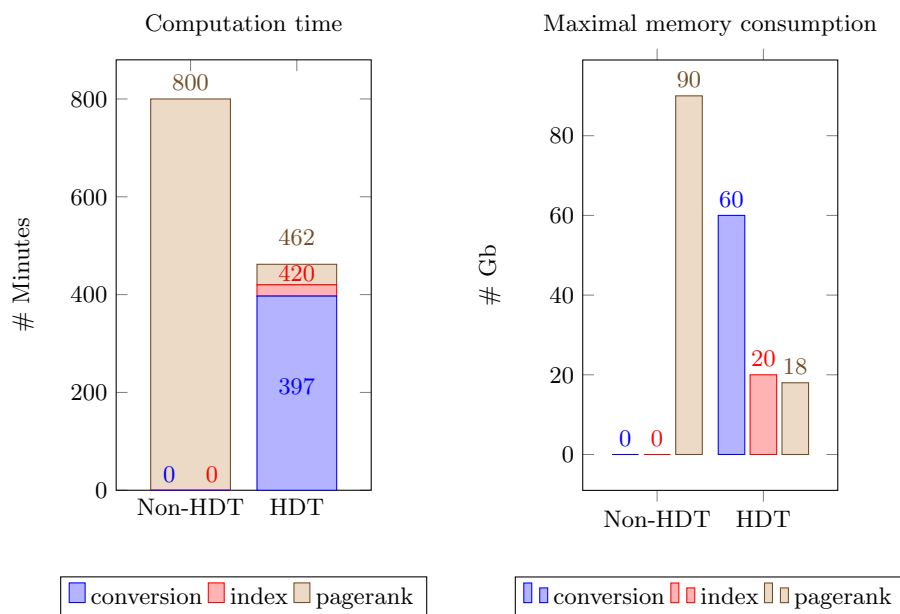 Computation time
# Minutes
800
600
400
200
0
800
462
420
397
0 0
Non-HDT HDT
conversion index pagerank
Maximal memory consumption
# Gb
80
60
40
20
0
90
60
20
18
0 0
Non-HDT HDT
conversion index pagerank